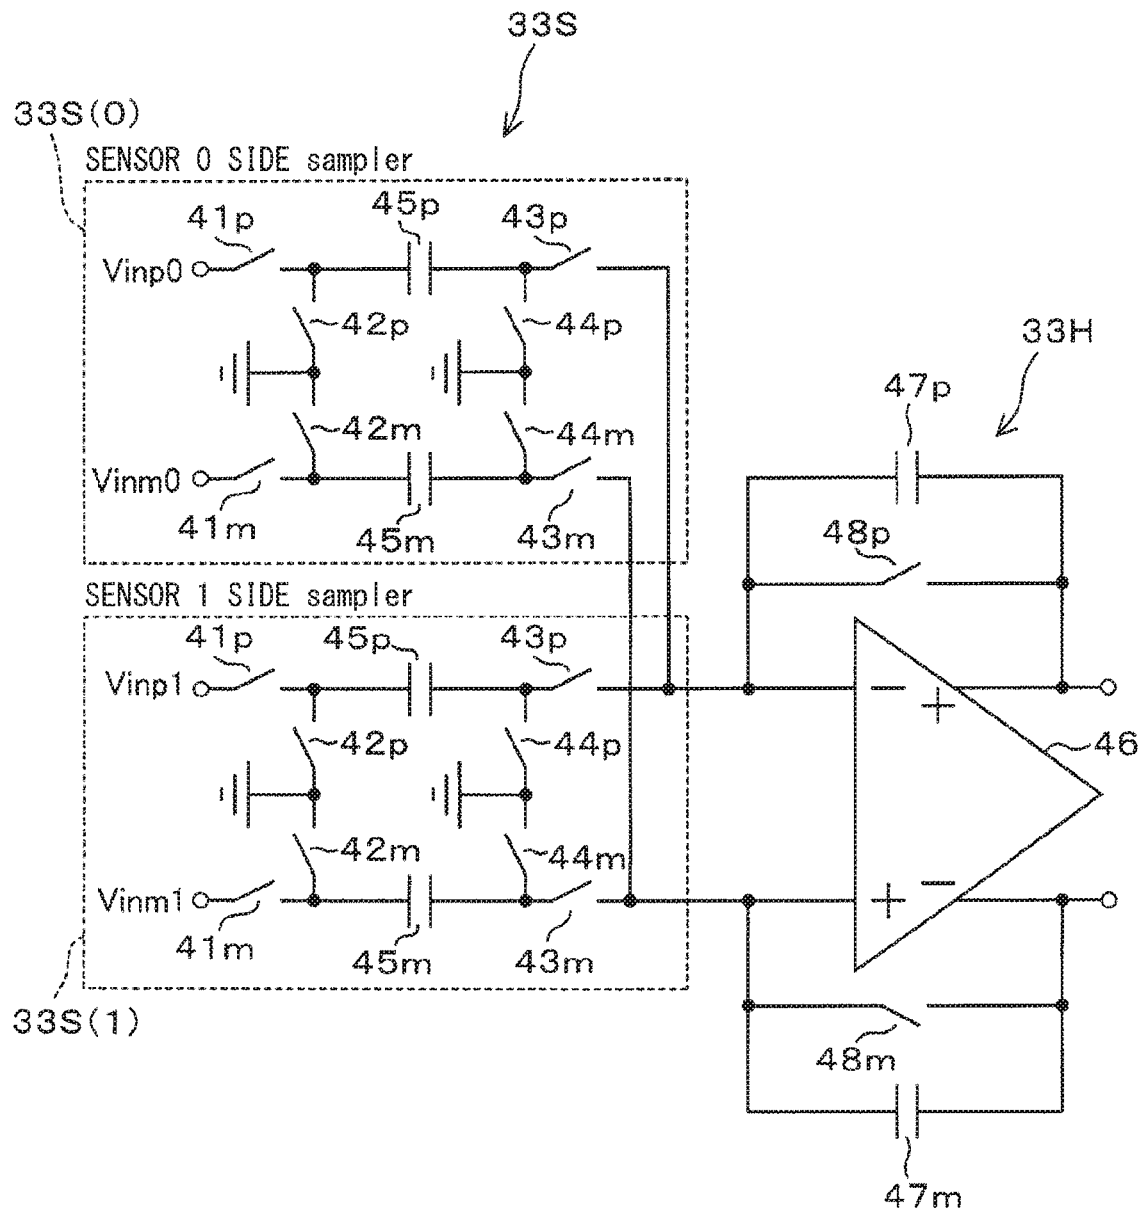 33S
33S(0)
SENSOR 0 SIDE sampler
41p
45p
43p
Vinp0
42p
44p
33H
47p
42m
44m
Vinm0
41m
45m
43m
48p
SENSOR 1 SIDE sampler
41p
45p
43p
Vinp1
− +
42p
44p
46
42m
44m
Vinm1
+ −
41m
45m
43m
33S(1)
48m
47m